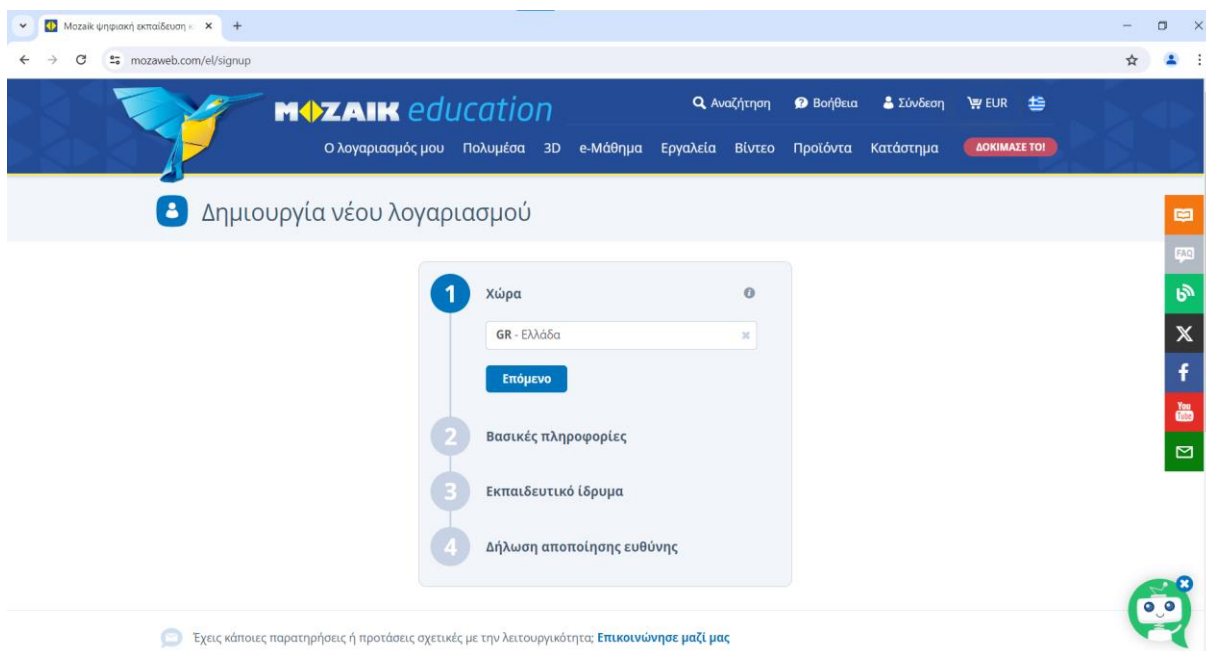 Mozaik ψηφιακή εκπαίδευση κ
mozaweb.com/el/signup
MOZAIK education
Αναζήτηση Βοήθεια Σύνδεση EUR
Ο λογαριασμός μου Πολυμέσα 3D e-Μάθημα Εργαλεία Βίντεο Προϊόντα Κατάστημα ΔΟΚΙΜΑΣΕ ΤΟ!
Δημιουργία νέου λογαριασμού
FAQ
1 Χώρα
GR - Ελλάδα
Επόμενο
You
Tube
2 Βασικές πληροφορίες
3 Εκπαιδευτικό ίδρυμα
4 Δήλωση αποποίησης ευθύνης
Έχεις κάποιες παρατηρήσεις ή προτάσεις σχετικές με την λειτουργικότητα; Επικοινώνησε μαζί μας